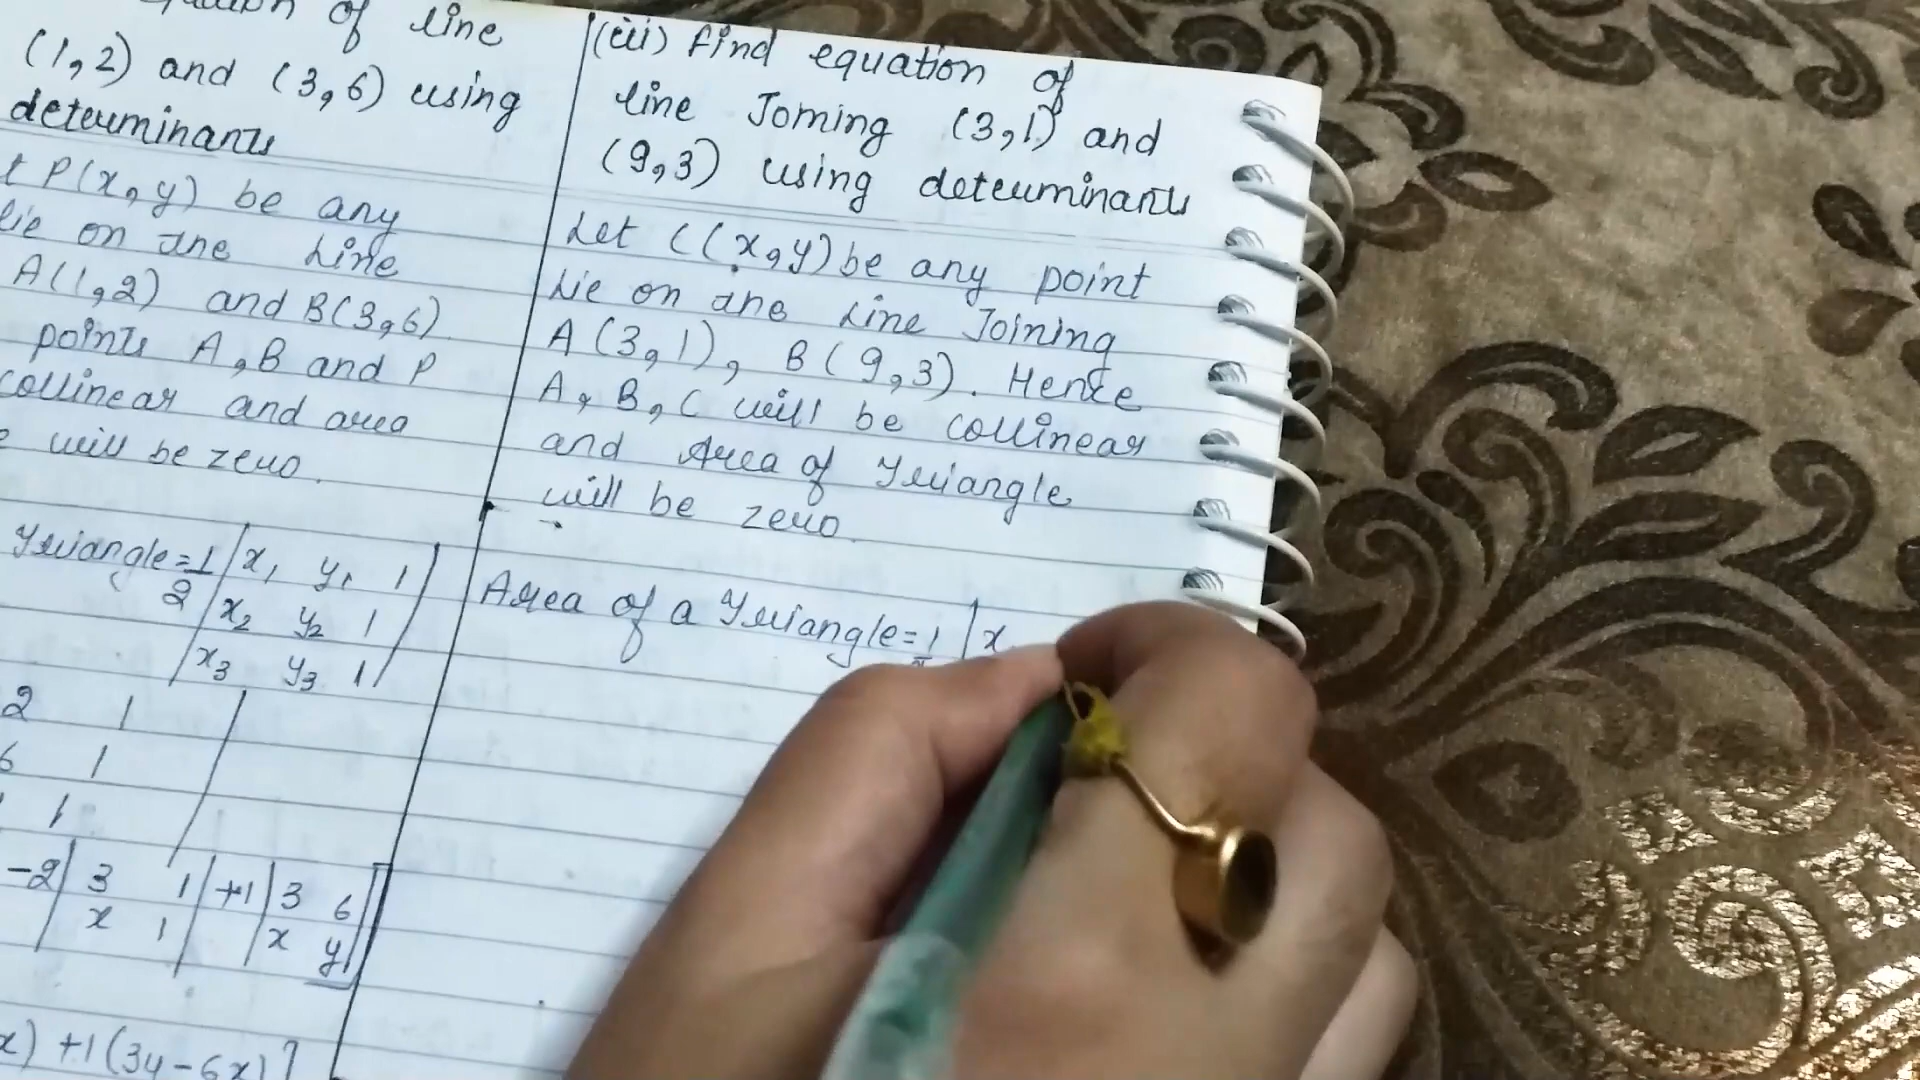 of line
(1,2) and (3,6) using
determinants
P(x,y) be any
lie on the Line
A(1,2) and B(3,6)
points A,B and P
collinear and area
will be zero.
Triangle=1/2 |x1 y1 1|
|x2 y2 1|
|x3 y3 1|
2 1
6 1
1
-2|3 1|+1|3 6|
|x 1| |x y|
x)+1(3y-6x)]
(iii) Find equation of
line Joming (3,1) and
(9,3) using determinants
Let C(x,y) be any point
Lie on the Line Joining
A(3,1), B(9,3). Hence
A, B, C will be collinear
and Area of Triangle
will be zero.
Area of a Triangle=1 |x